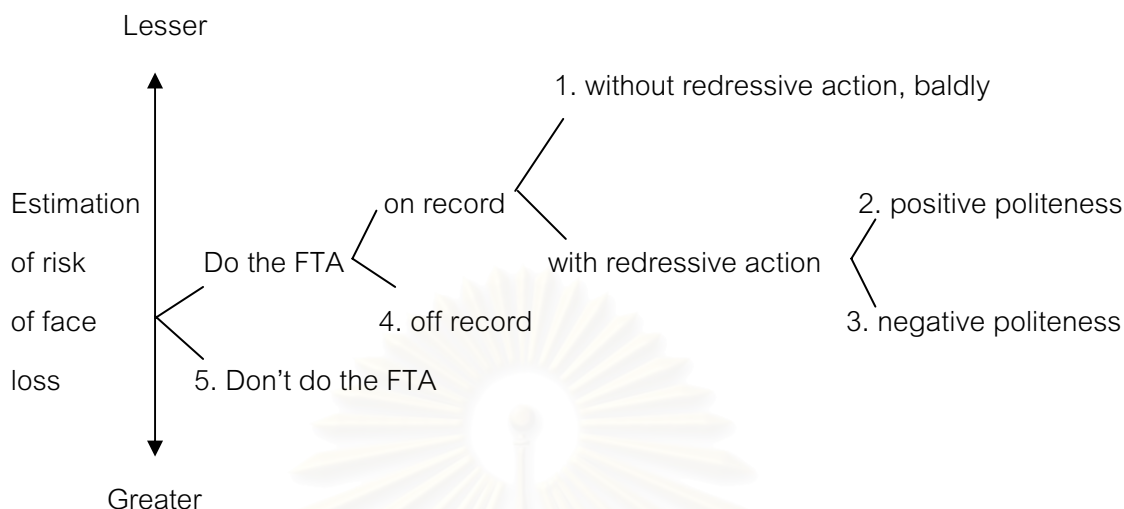 Lesser
1. without redressive action, baldly
Estimation
on record
2. positive politeness
of risk
Do the FTA
with redressive action
of face
4. off record
3. negative politeness
loss
5. Don't do the FTA
Greater